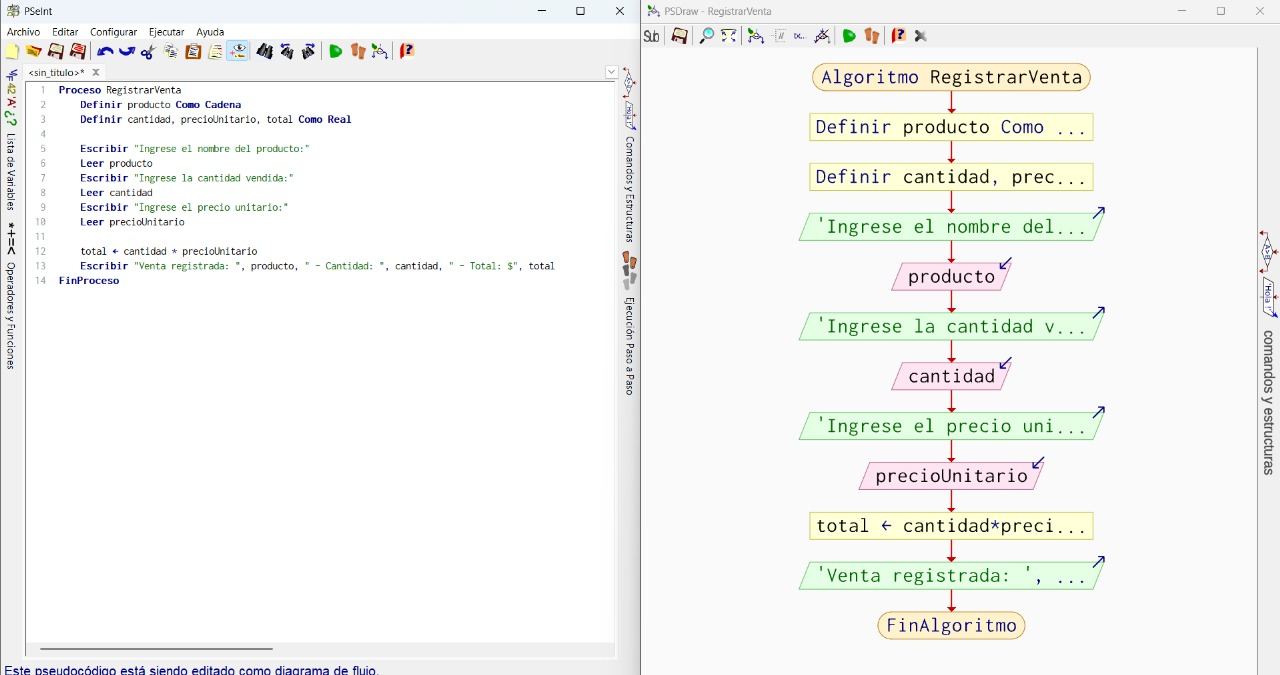 PSeInt
Archivo Editar Configurar Ejecutar Ayuda
<sin_titulo>* X
1 Proceso RegistrarVenta
2 Definir producto Como Cadena
3 Definir cantidad, precioUnitario, total Como Real
4
5 Escribir "Ingrese el nombre del producto:"
6 Leer producto
7 Escribir "Ingrese la cantidad vendida:"
8 Leer cantidad
9 Escribir "Ingrese el precio unitario:"
10 Leer precioUnitario
11
12 total ← cantidad * precioUnitario
13 Escribir "Venta registrada: ", producto, " - Cantidad: ", cantidad, " - Total: $", total
14 FinProceso
Lista de Variables
*+=<
Operadores y Funciones
Comandos y Estructuras
Ejecución Paso a Paso
Este pseudocódigo está siendo editado como diagrama de flujo.
PSDraw - RegistrarVenta
Sub
Algoritmo RegistrarVenta
Definir producto Como ...
Definir cantidad, prec...
'Ingrese el nombre del...
producto
'Ingrese la cantidad v...
cantidad
'Ingrese el precio uni...
precioUnitario
total ← cantidad*preci...
'Venta registrada: ', ...
FinAlgoritmo
comandos y estructuras